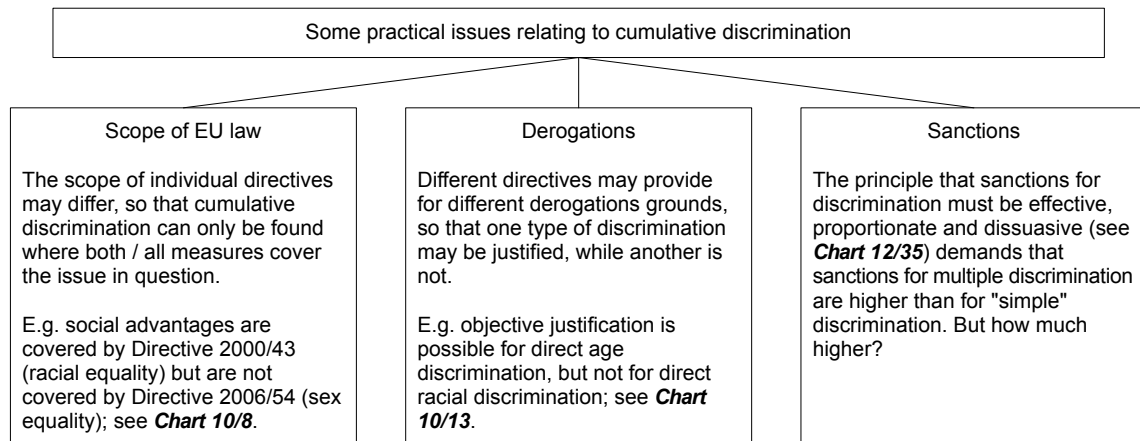 Some practical issues relating to cumulative discrimination
Scope of EU law
The scope of individual directives
may differ, so that cumulative
discrimination can only be found
where both / all measures cover
the issue in question.
E.g. social advantages are
covered by Directive 2000/43
(racial equality) but are not
covered by Directive 2006/54 (sex
equality); see Chart 10/8.
Derogations
Different directives may provide
for different derogations grounds,
so that one type of discrimination
may be justified, while another is
not.
E.g. objective justification is
possible for direct age
discrimination, but not for direct
racial discrimination; see Chart
10/13.
Sanctions
The principle that sanctions for
discrimination must be effective,
proportionate and dissuasive (see
Chart 12/35) demands that
sanctions for multiple discrimination
are higher than for "simple"
discrimination. But how much
higher?